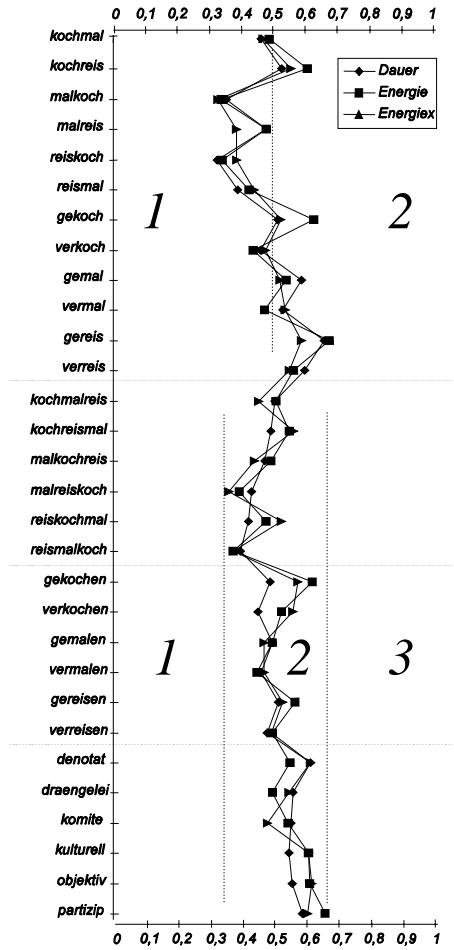 0 0,1 0,2 0,3 0,4 0,5 0,6 0,7 0,8 0,9 1
kochmal
kochreis
Dauer
Energie
Energiex
malkoch
malreis
reiskoch
reismal
1 2
gekoch
verkoch
gemal
vermal
gereis
verreis
kochmalreis
kochreismal
malkochreis
malreiskoch
reiskochmal
reismalkoch
gekochen
verkochen
gemalen
1 2 3
vermalen
gereisen
verreisen
denotat
draengelei
komite
kulturell
objektiv
partizip
0 0,1 0,2 0,3 0,4 0,5 0,6 0,7 0,8 0,9 1